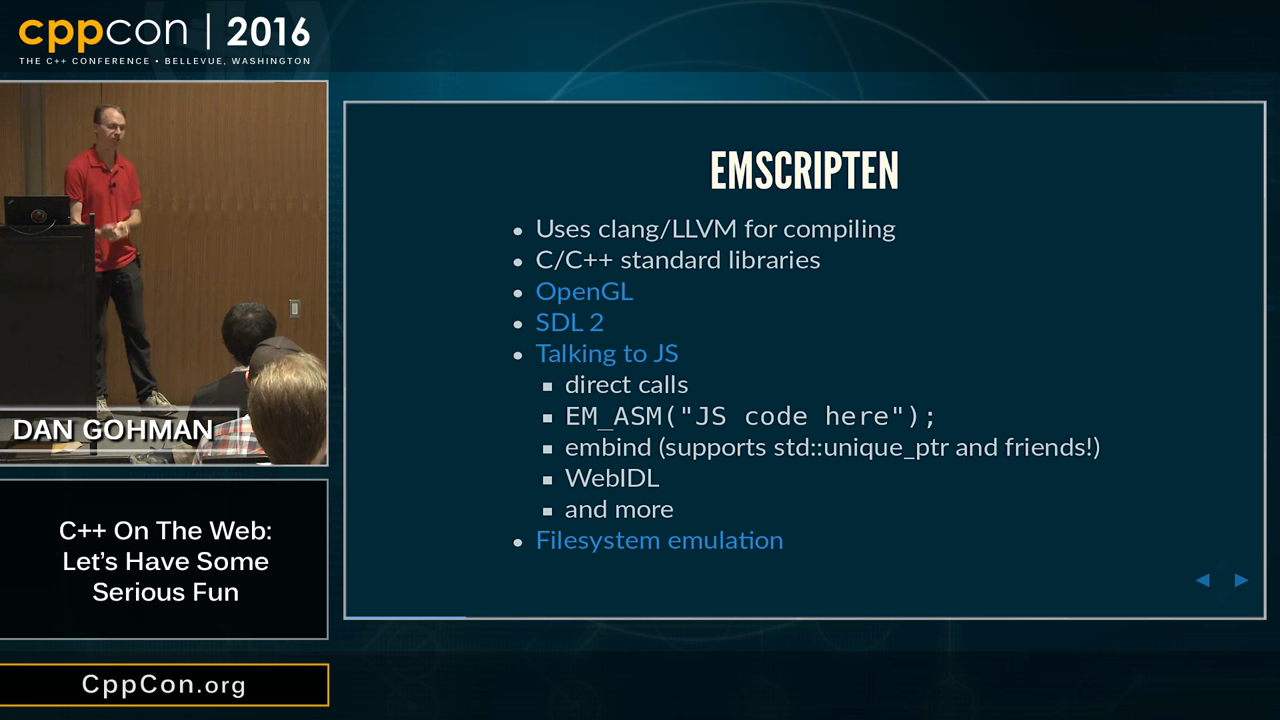 cppcon | 2016
THE C++ CONFERENCE • BELLEVUE, WASHINGTON
DAN GOHMAN
C++ On The Web:
Let's Have Some
Serious Fun
CppCon.org
EMSCRIPTEN
• Uses clang/LLVM for compiling
• C/C++ standard libraries
• OpenGL
• SDL 2
• Talking to JS
▪ direct calls
▪ EM_ASM("JS code here");
▪ embind (supports std::unique_ptr and friends!)
▪ WebIDL
▪ and more
• Filesystem emulation